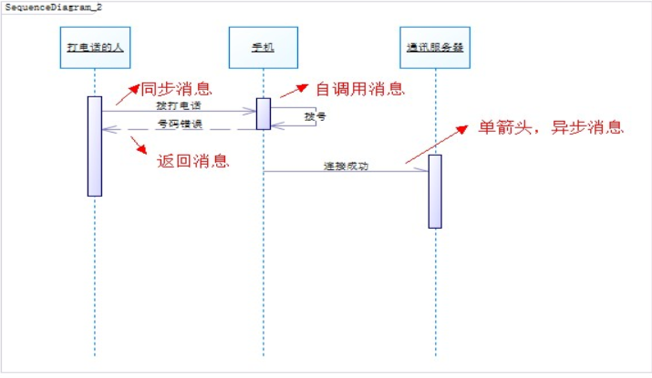 SequenceDiagram_2
打电话的人
手机
通讯服务器
同步消息
自调用消息
拨打电话
拨号
号码错误
单箭头，异步消息
返回消息
连接成功